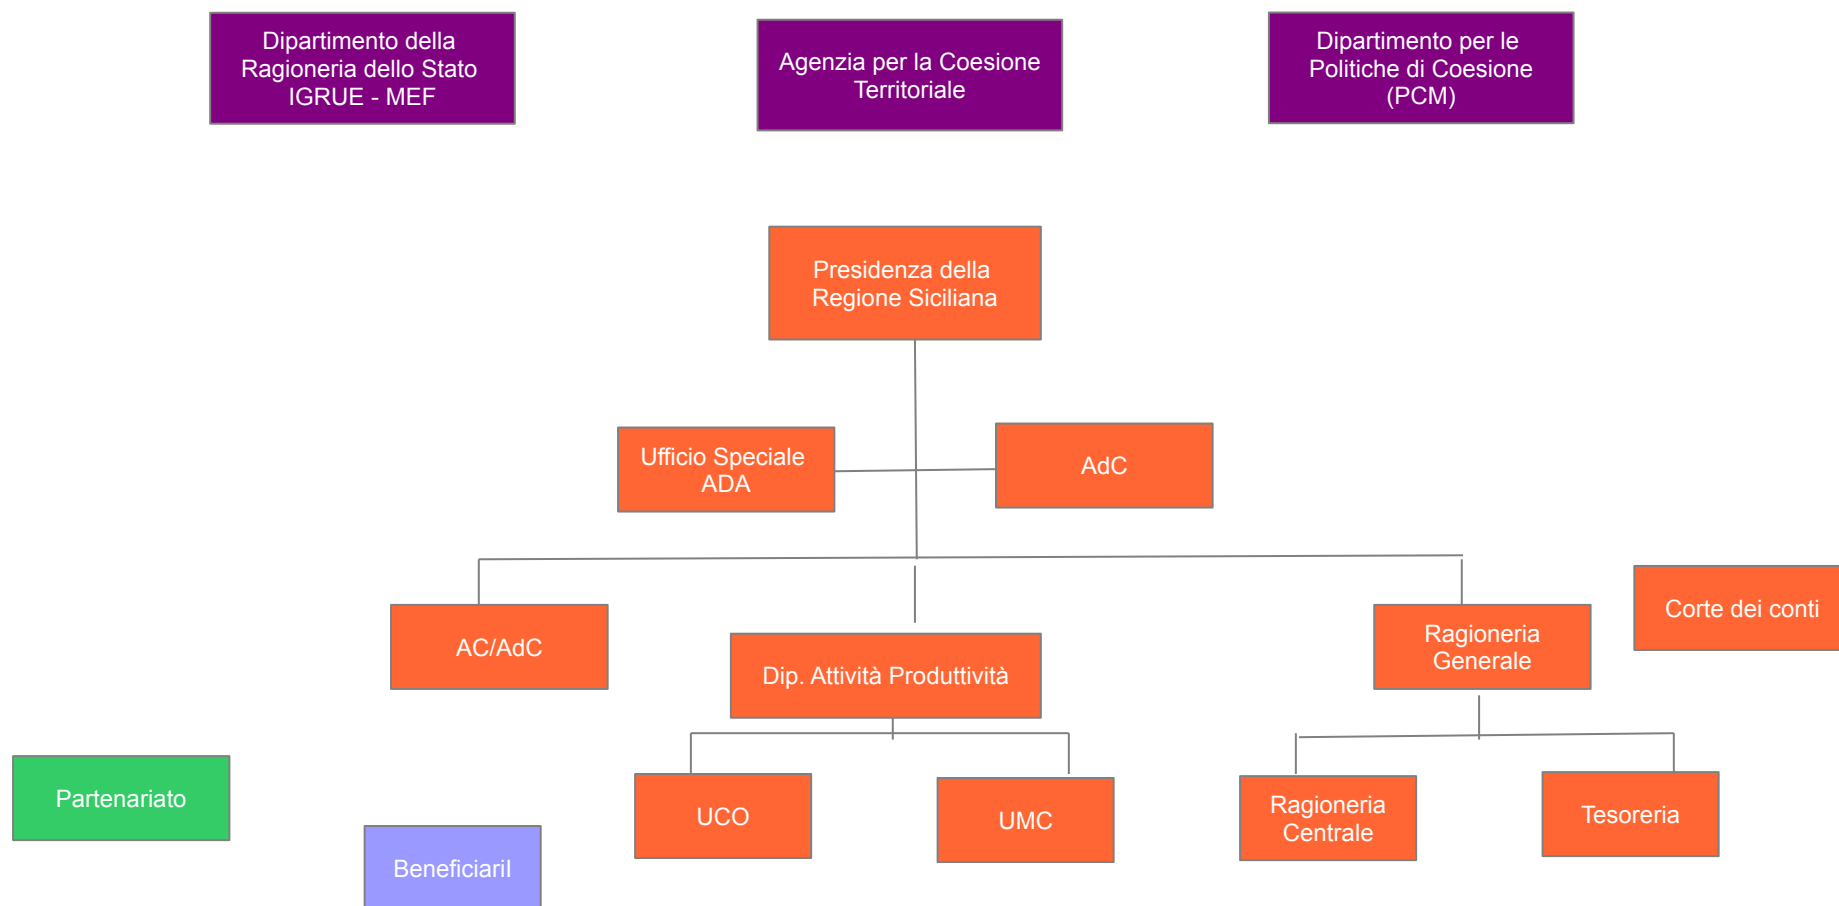 Dipartimento della
Ragioneria dello Stato
IGRUE - MEF
Agenzia per la Coesione
Territoriale
Dipartimento per le
Politiche di Coesione
(PCM)
Presidenza della
Regione Siciliana
Ufficio Speciale
ADA
AdC
AC/AdC
Dip. Attività Produttività
Ragioneria
Generale
Corte dei conti
Partenariato
BeneficiariI
UCO
UMC
Ragioneria
Centrale
Tesoreria